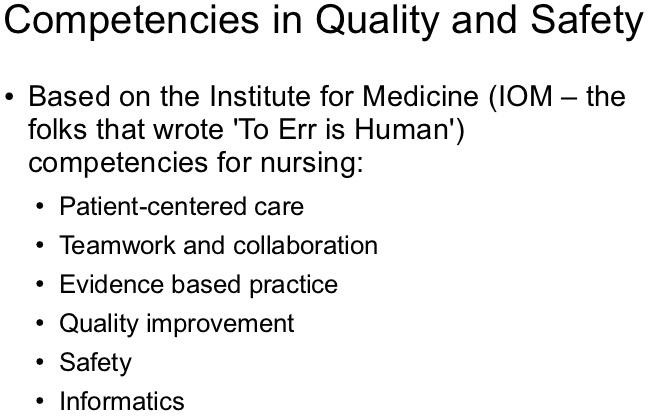 Competencies in Quality and Safety
• Based on the Institute for Medicine (IOM – the
folks that wrote 'To Err is Human')
competencies for nursing:
• Patient-centered care
• Teamwork and collaboration
• Evidence based practice
• Quality improvement
• Safety
• Informatics